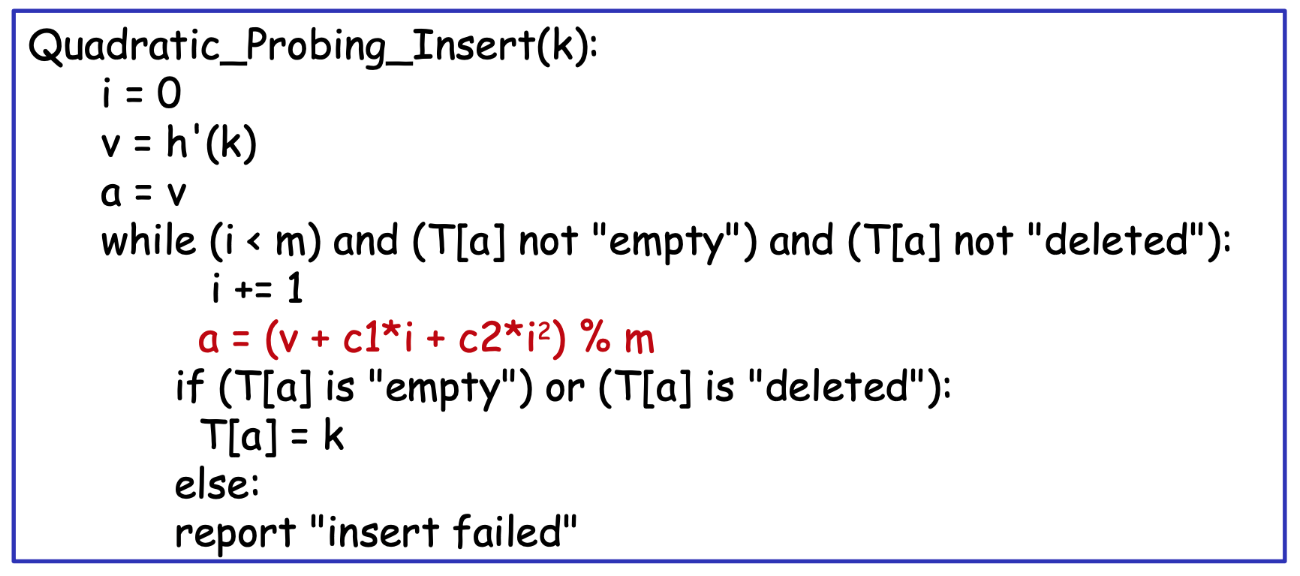 Quadratic_Probing_Insert(k):
i = 0
v = h'(k)
a = v
while (i < m) and (T[a] not "empty") and (T[a] not "deleted"):
i += 1
a = (v + c1*i + c2*i²) % m
if (T[a] is "empty") or (T[a] is "deleted"):
T[a] = k
else:
report "insert failed"